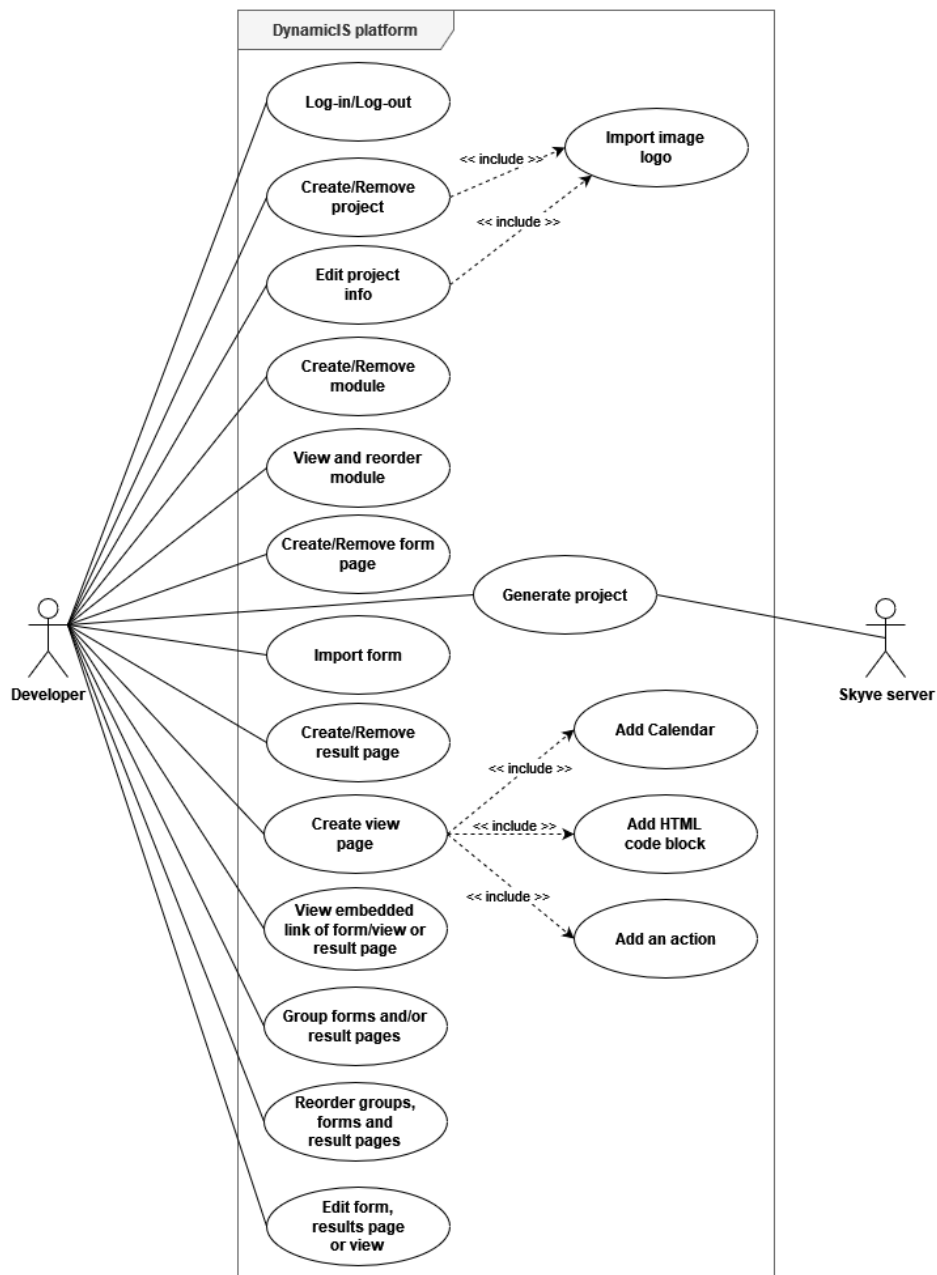 DynamicIS platform
Log-in/Log-out
Import image
logo
<< include >>
Create/Remove
project
<< include >>
Edit project
info
Create/Remove
module
View and reorder
module
Create/Remove form
page
Generate project
Developer
Skyve server
Import form
Create/Remove
result page
Add Calendar
<< include >>
Create view
page
<< include >>
Add HTML
code block
<< include >>
View embedded
link of form/view or
result page
Add an action
Group forms and/or
result pages
Reorder groups,
forms and
result pages
Edit form,
results page
or view